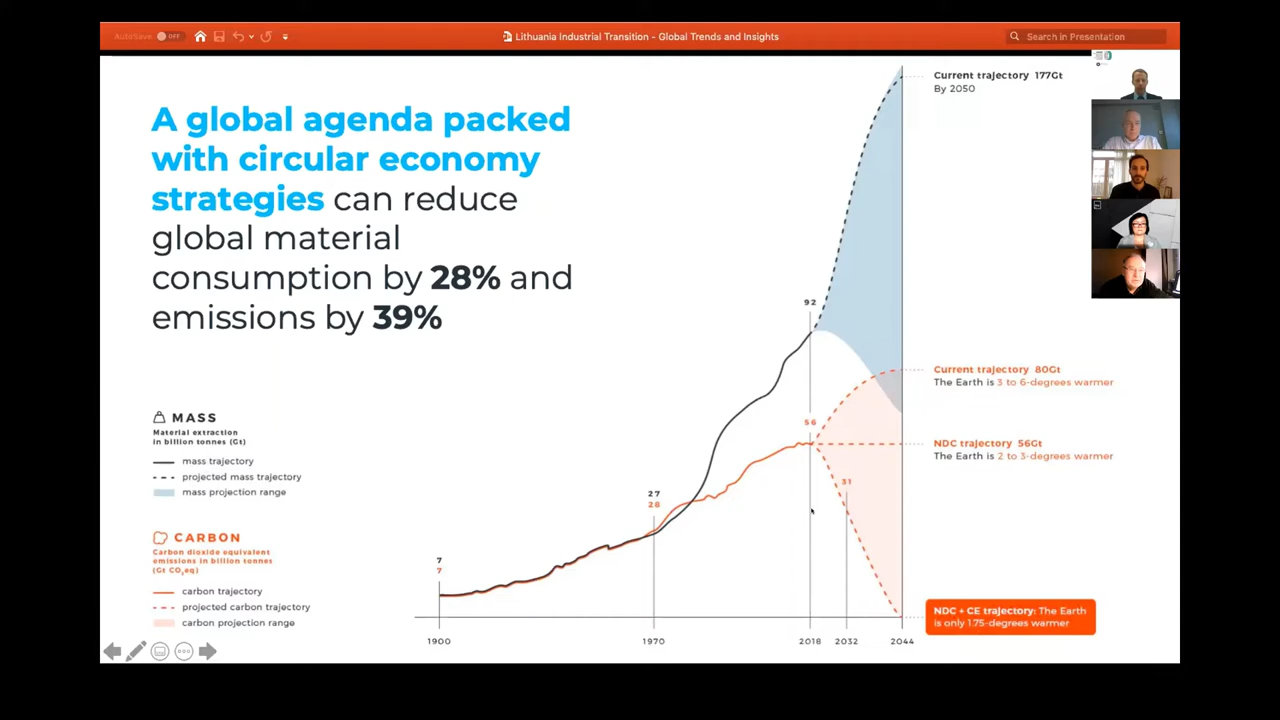 AutoSave OFF
Lithuania Industrial Transition - Global Trends and Insights
Search in Presentation
A global agenda packed
with circular economy
strategies can reduce
global material
consumption by 28% and
emissions by 39%
MASS
Material extraction
in billion tonnes (Gt)
mass trajectory
projected mass trajectory
mass projection range
CARBON
Carbon dioxide equivalent
emissions in billion tonnes
(Gt CO2eq)
carbon trajectory
projected carbon trajectory
carbon projection range
7
7
27
28
92
56
31
1900
1970
2018
2032
2044
Current trajectory 177Gt
By 2050
Current trajectory 80Gt
The Earth is 3 to 6-degrees warmer
NDC trajectory 56Gt
The Earth is 2 to 3-degrees warmer
NDC + CE trajectory: The Earth
is only 1.75-degrees warmer